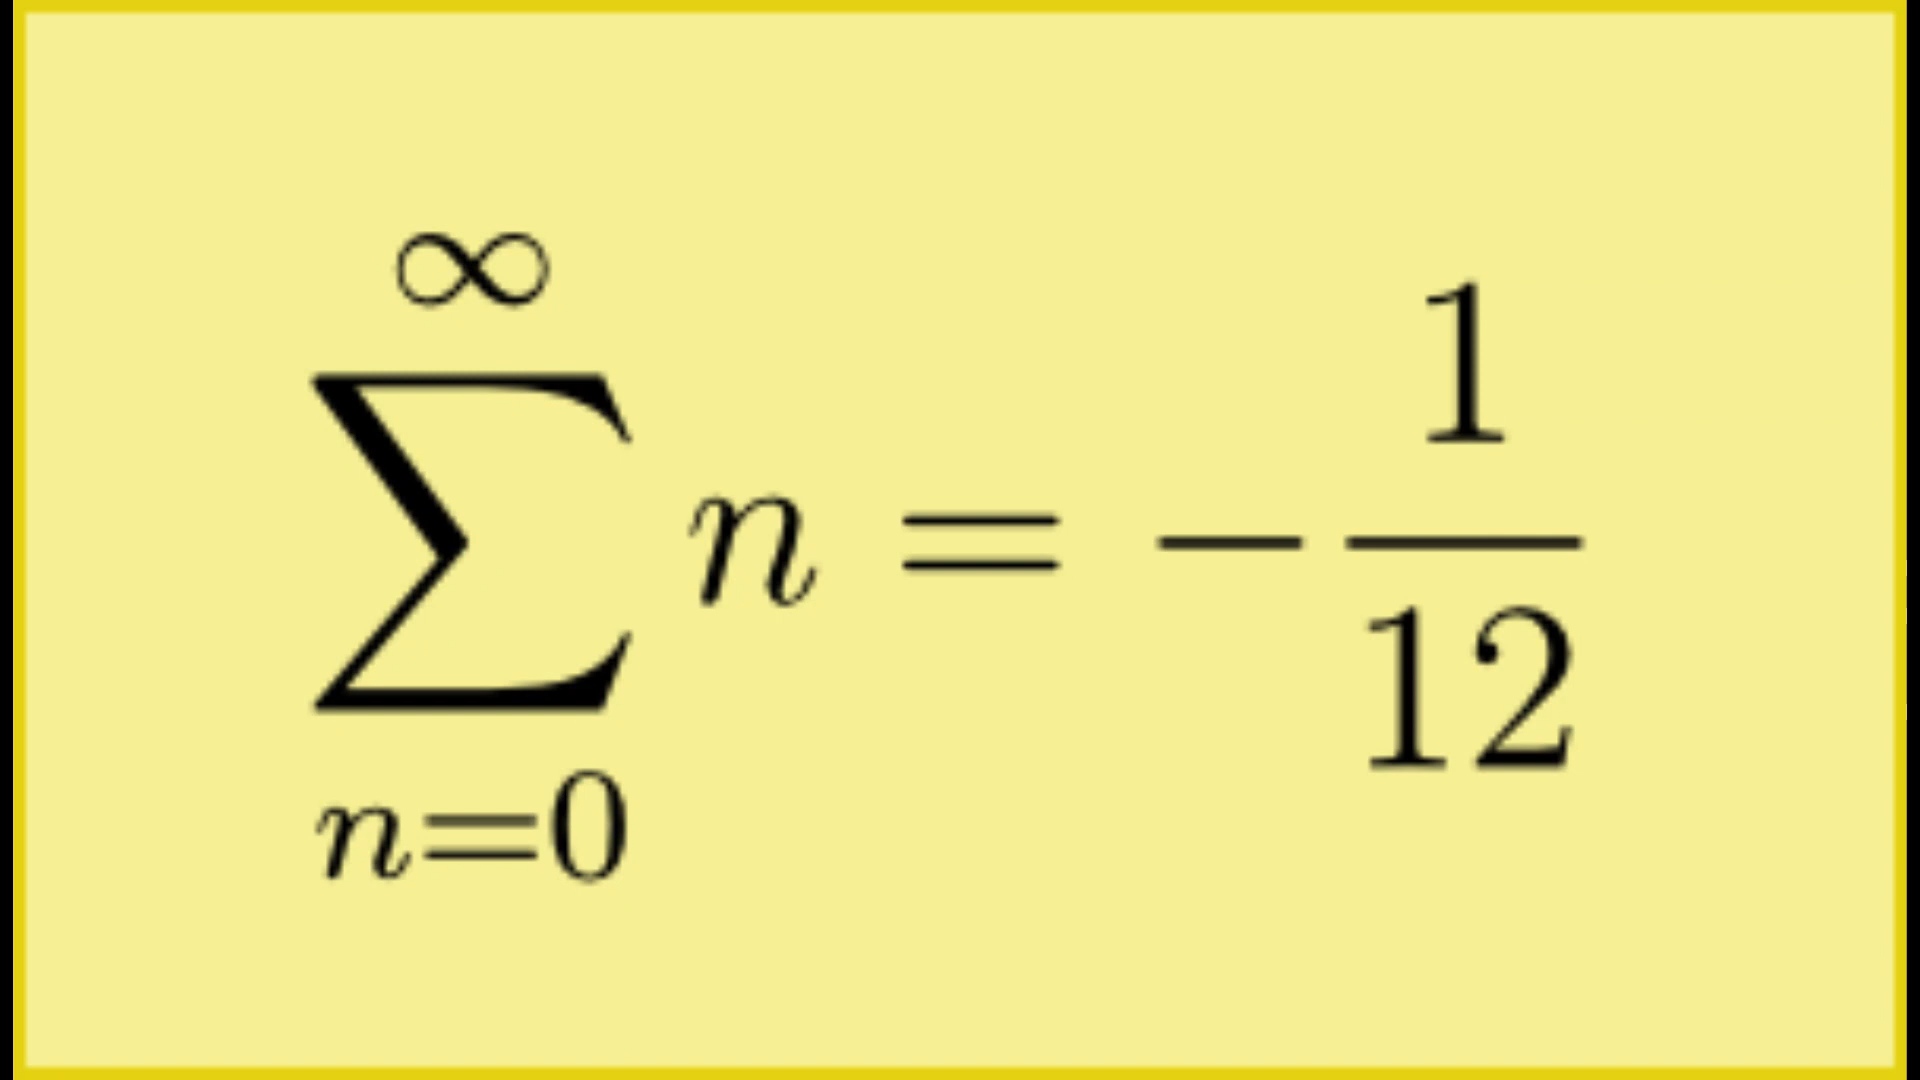 ∞
∑ n = − 1/12
n=0